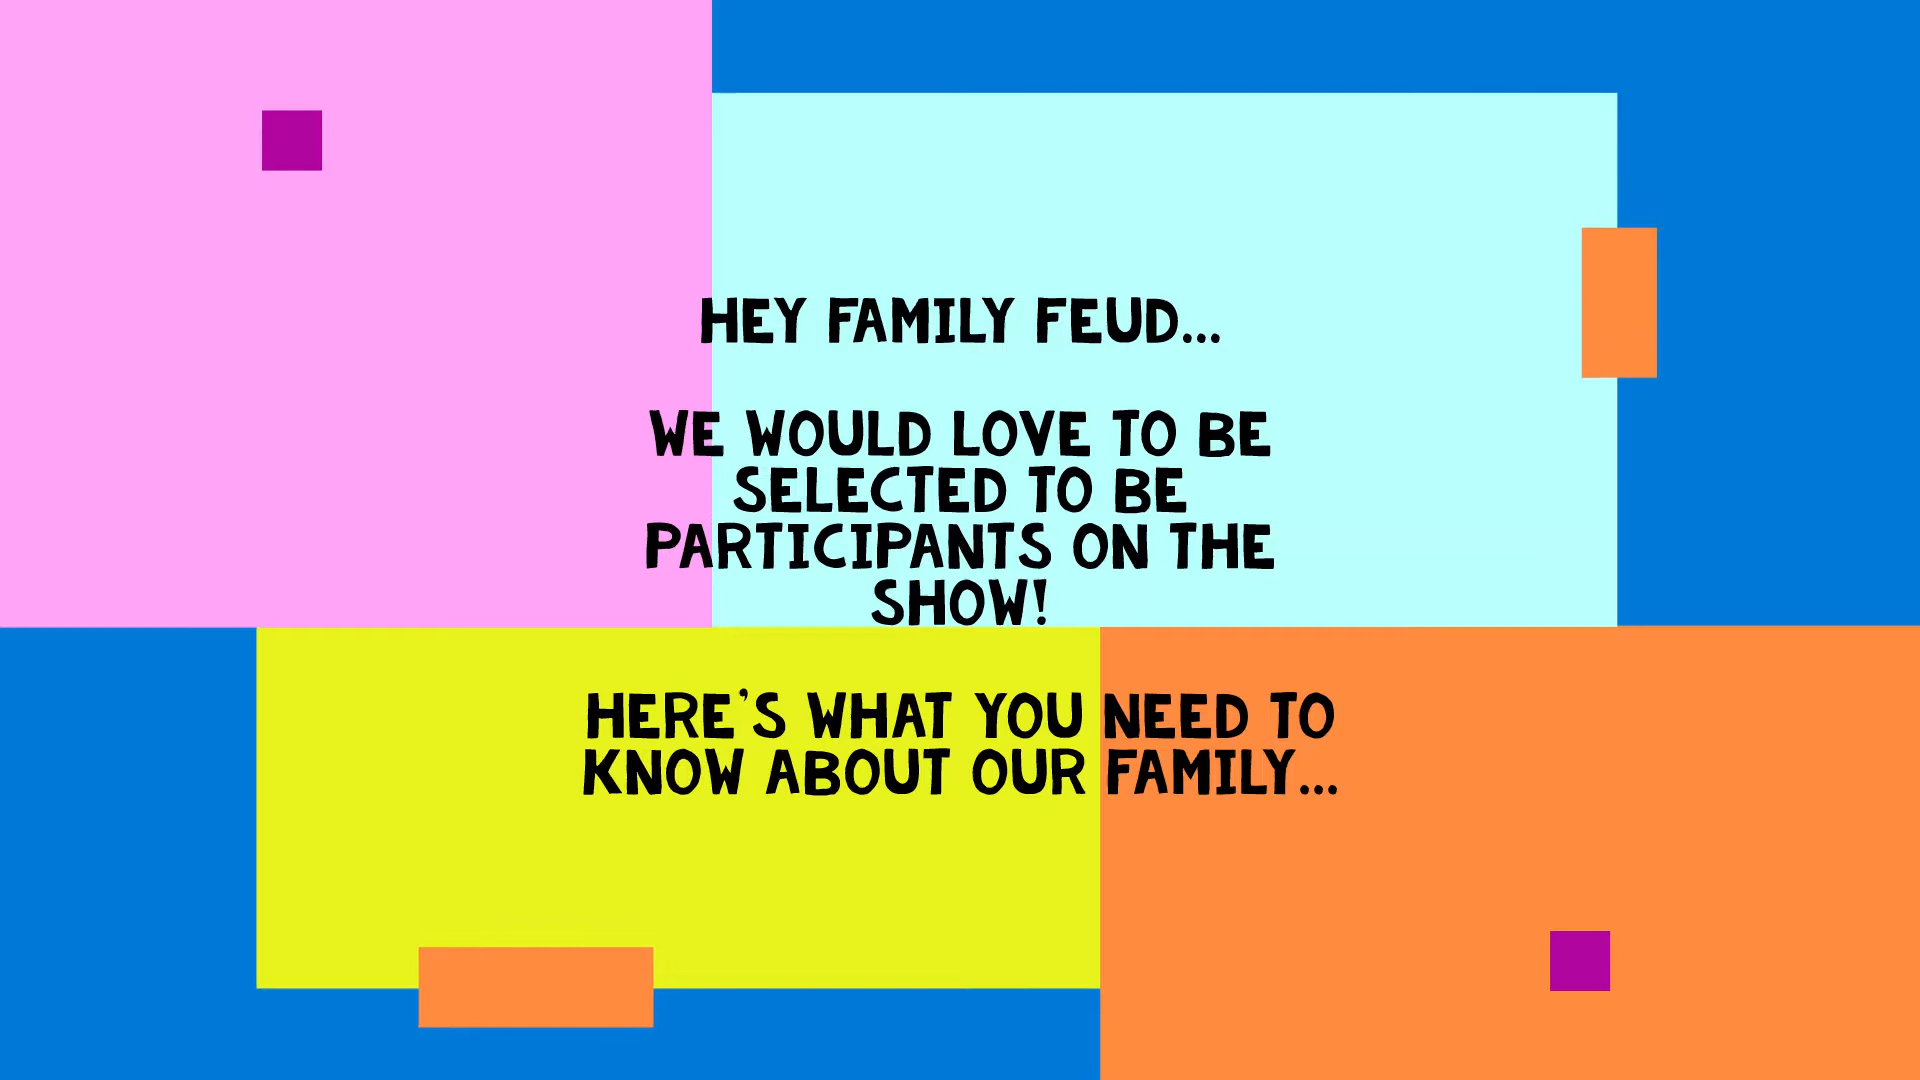 HEY FAMILY FEUD...
WE WOULD LOVE TO BE
SELECTED TO BE
PARTICIPANTS ON THE
SHOW!
HERE'S WHAT YOU NEED TO
KNOW ABOUT OUR FAMILY...